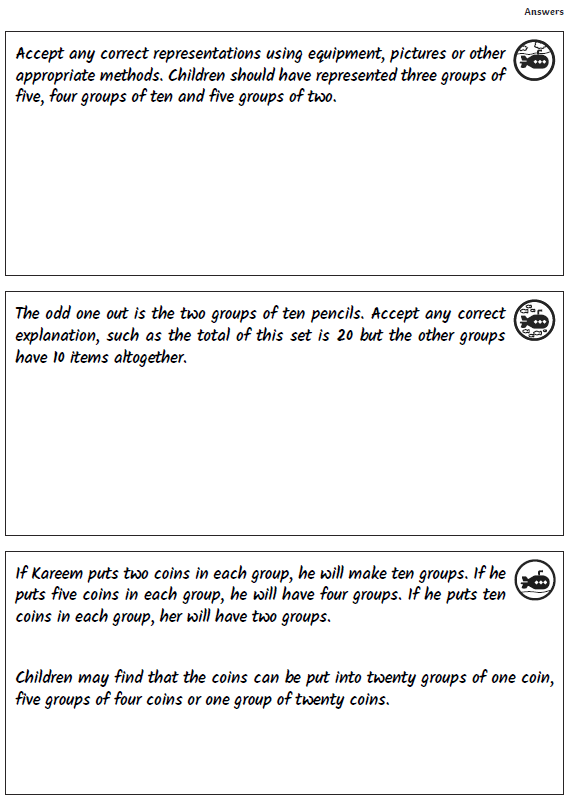 Answers
Accept any correct representations using equipment, pictures or other
appropriate methods. Children should have represented three groups of
five, four groups of ten and five groups of two.
The odd one out is the two groups of ten pencils. Accept any correct
explanation, such as the total of this set is 20 but the other groups
have 10 items altogether.
If Kareem puts two coins in each group, he will make ten groups. If he
puts five coins in each group, he will have four groups. If he puts ten
coins in each group, her will have two groups.
Children may find that the coins can be put into twenty groups of one coin,
five groups of four coins or one group of twenty coins.